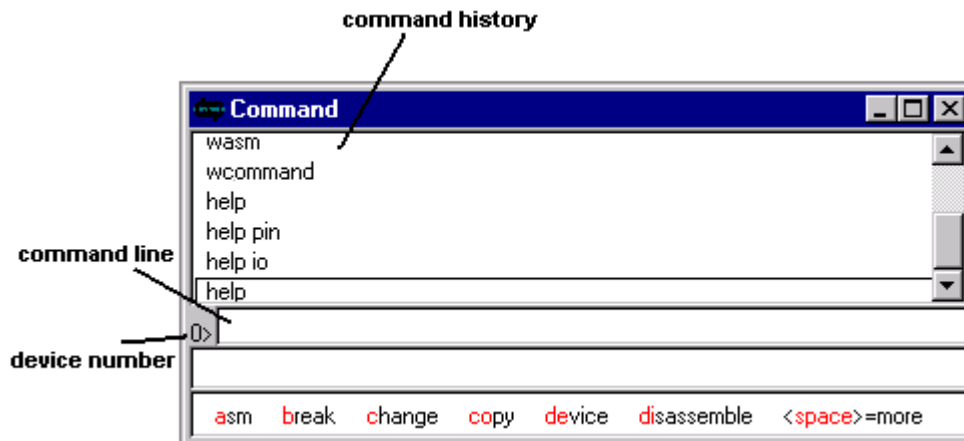 command history
Command
wasm
wcommand
help
help pin
command line
help io
help
0>
device number
asm break change copy device disassemble <space>=more